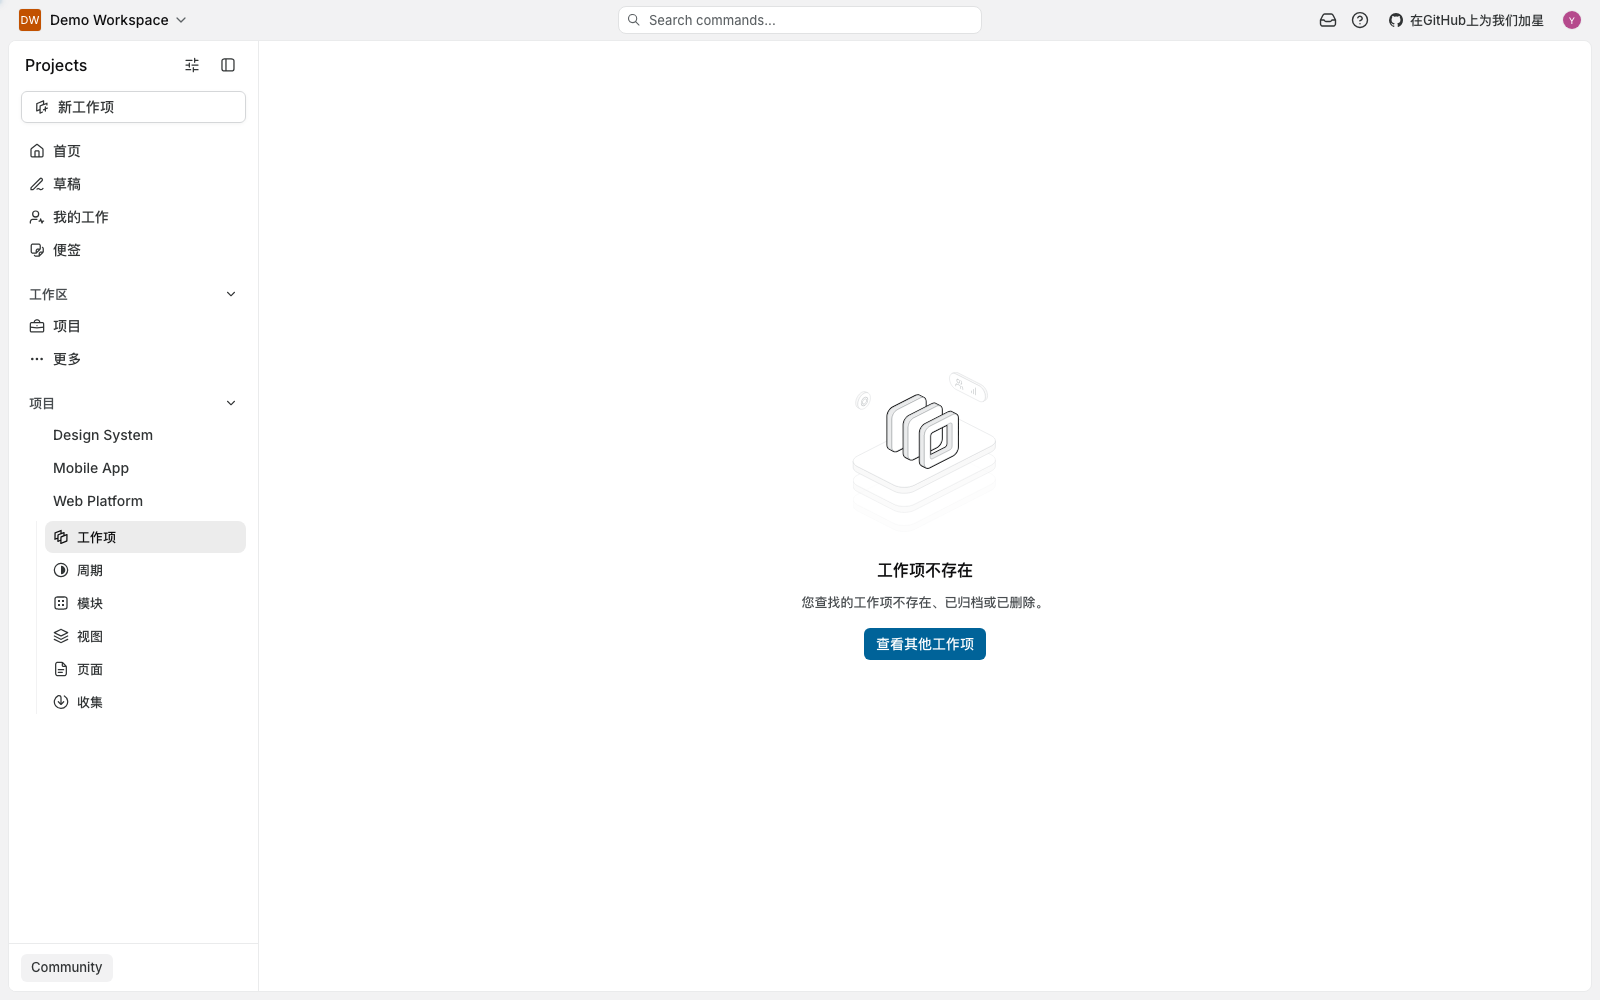 DW Demo Workspace
Search commands...
在GitHub上为我们加星
Y
Projects
新工作项
首页
草稿
我的工作
便签
工作区
项目
更多
项目
Design System
Mobile App
Web Platform
工作项
周期
模块
视图
页面
收集
工作项不存在
您查找的工作项不存在、已归档或已删除。
查看其他工作项
Community